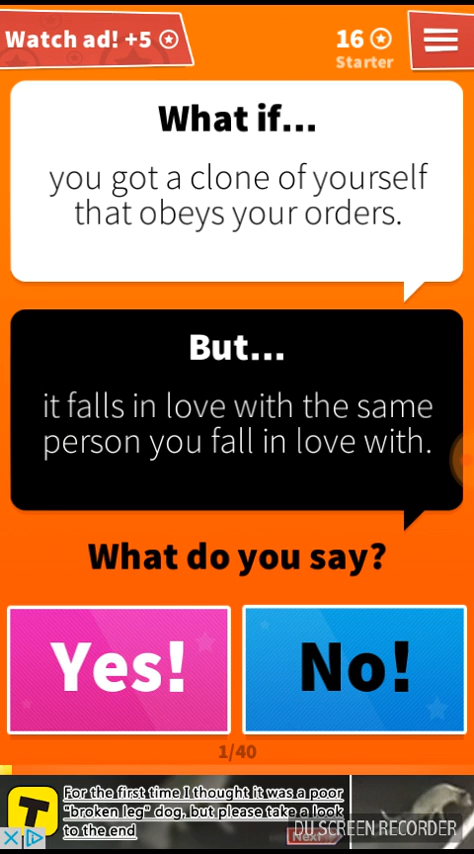 Watch ad! +5
16
Starter
What if...
you got a clone of yourself
that obeys your orders.
But...
it falls in love with the same
person you fall in love with.
What do you say?
Yes!
No!
1/40
T
For the first time I thought it was a poor
"broken leg" dog, but please take a look
to the end
Next
DU SCREEN RECORDER